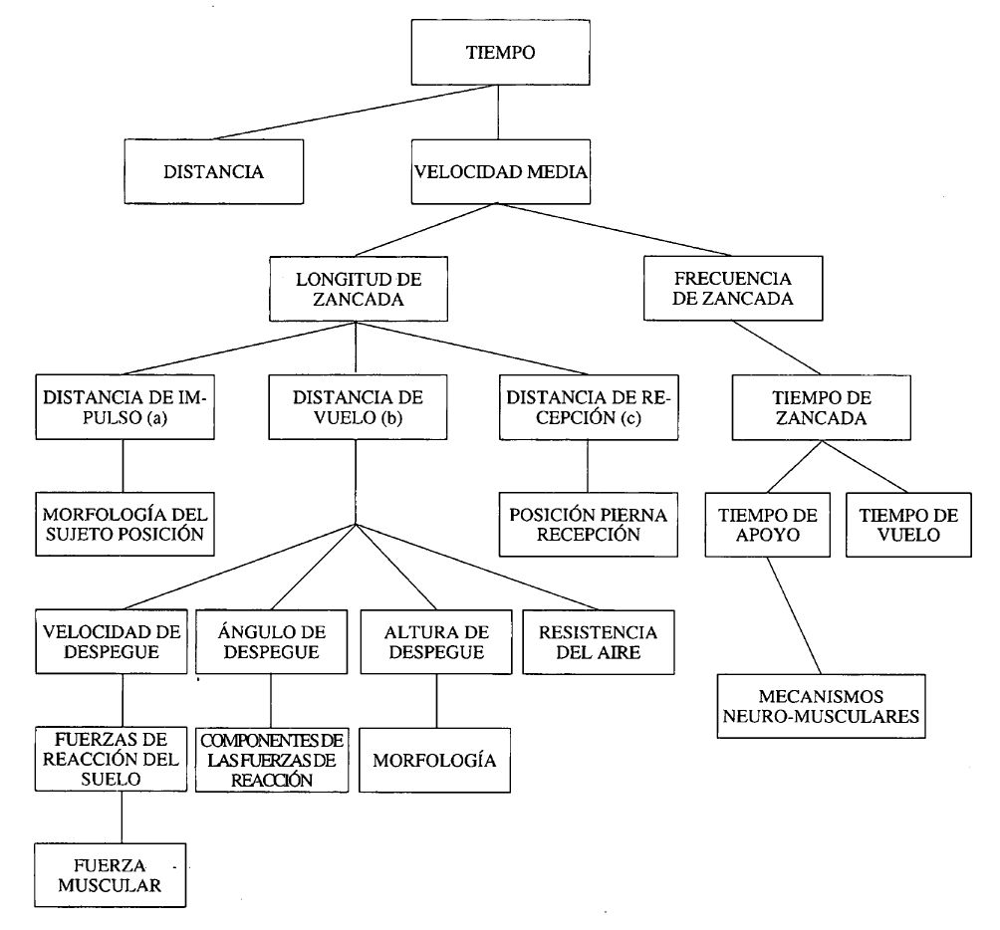 TIEMPO
DISTANCIA
VELOCIDAD MEDIA
LONGITUD DE
ZANCADA
FRECUENCIA
DE ZANCADA
DISTANCIA DE IM-
PULSO (a)
DISTANCIA DE
VUELO (b)
DISTANCIA DE RE-
CEPCIÓN (c)
TIEMPO DE
ZANCADA
MORFOLOGÍA DEL
SUJETO POSICIÓN
POSICIÓN PIERNA
RECEPCIÓN
TIEMPO DE
APOYO
TIEMPO DE
VUELO
VELOCIDAD DE
DESPEGUE
ÁNGULO DE
DESPEGUE
ALTURA DE
DESPEGUE
RESISTENCIA
DEL AIRE
MECANISMOS
NEURO-MUSCULARES
FUERZAS DE
REACCIÓN DEL
SUELO
COMPONENTES DE
LAS FUERZAS DE
REACCIÓN
MORFOLOGÍA
FUERZA
MUSCULAR